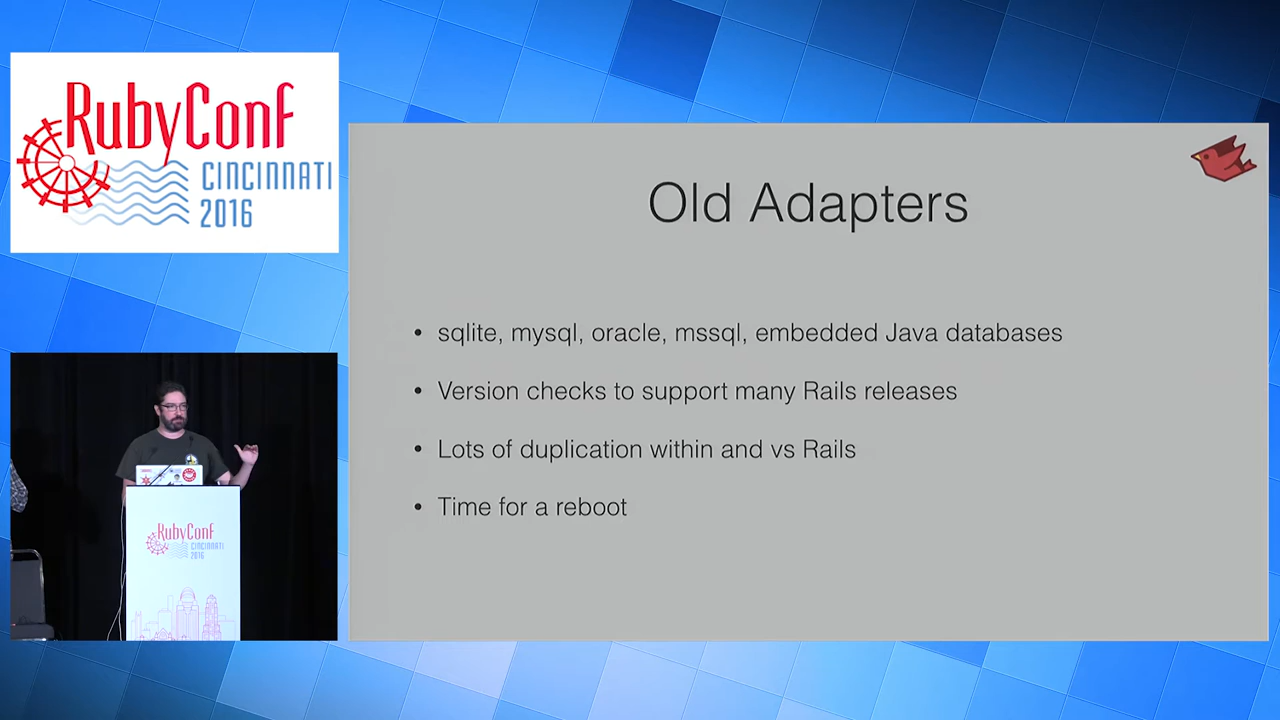 RubyConf
CINCINNATI
2016
Old Adapters
• sqlite, mysql, oracle, mssql, embedded Java databases
• Version checks to support many Rails releases
• Lots of duplication within and vs Rails
• Time for a reboot
RubyConf
CINCINNATI
2016